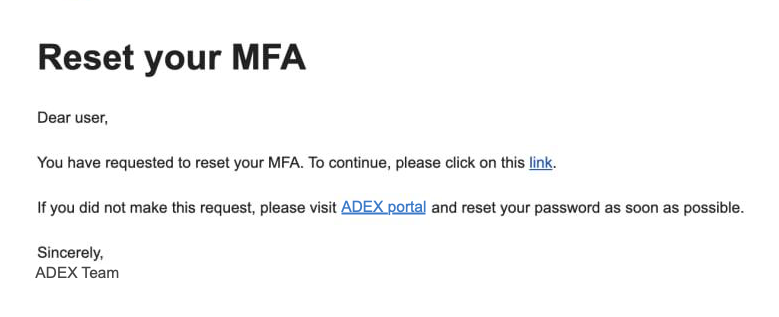 Reset your MFA
Dear user,
You have requested to reset your MFA. To continue, please click on this link.
If you did not make this request, please visit ADEX portal and reset your password as soon as possible.
Sincerely,
ADEX Team